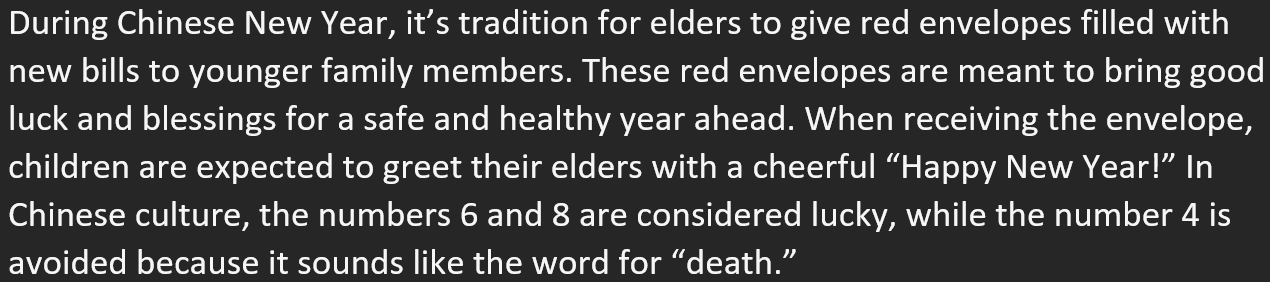 During Chinese New Year, it’s tradition for elders to give red envelopes filled with
new bills to younger family members. These red envelopes are meant to bring good
luck and blessings for a safe and healthy year ahead. When receiving the envelope,
children are expected to greet their elders with a cheerful “Happy New Year!” In
Chinese culture, the numbers 6 and 8 are considered lucky, while the number 4 is
avoided because it sounds like the word for “death.”